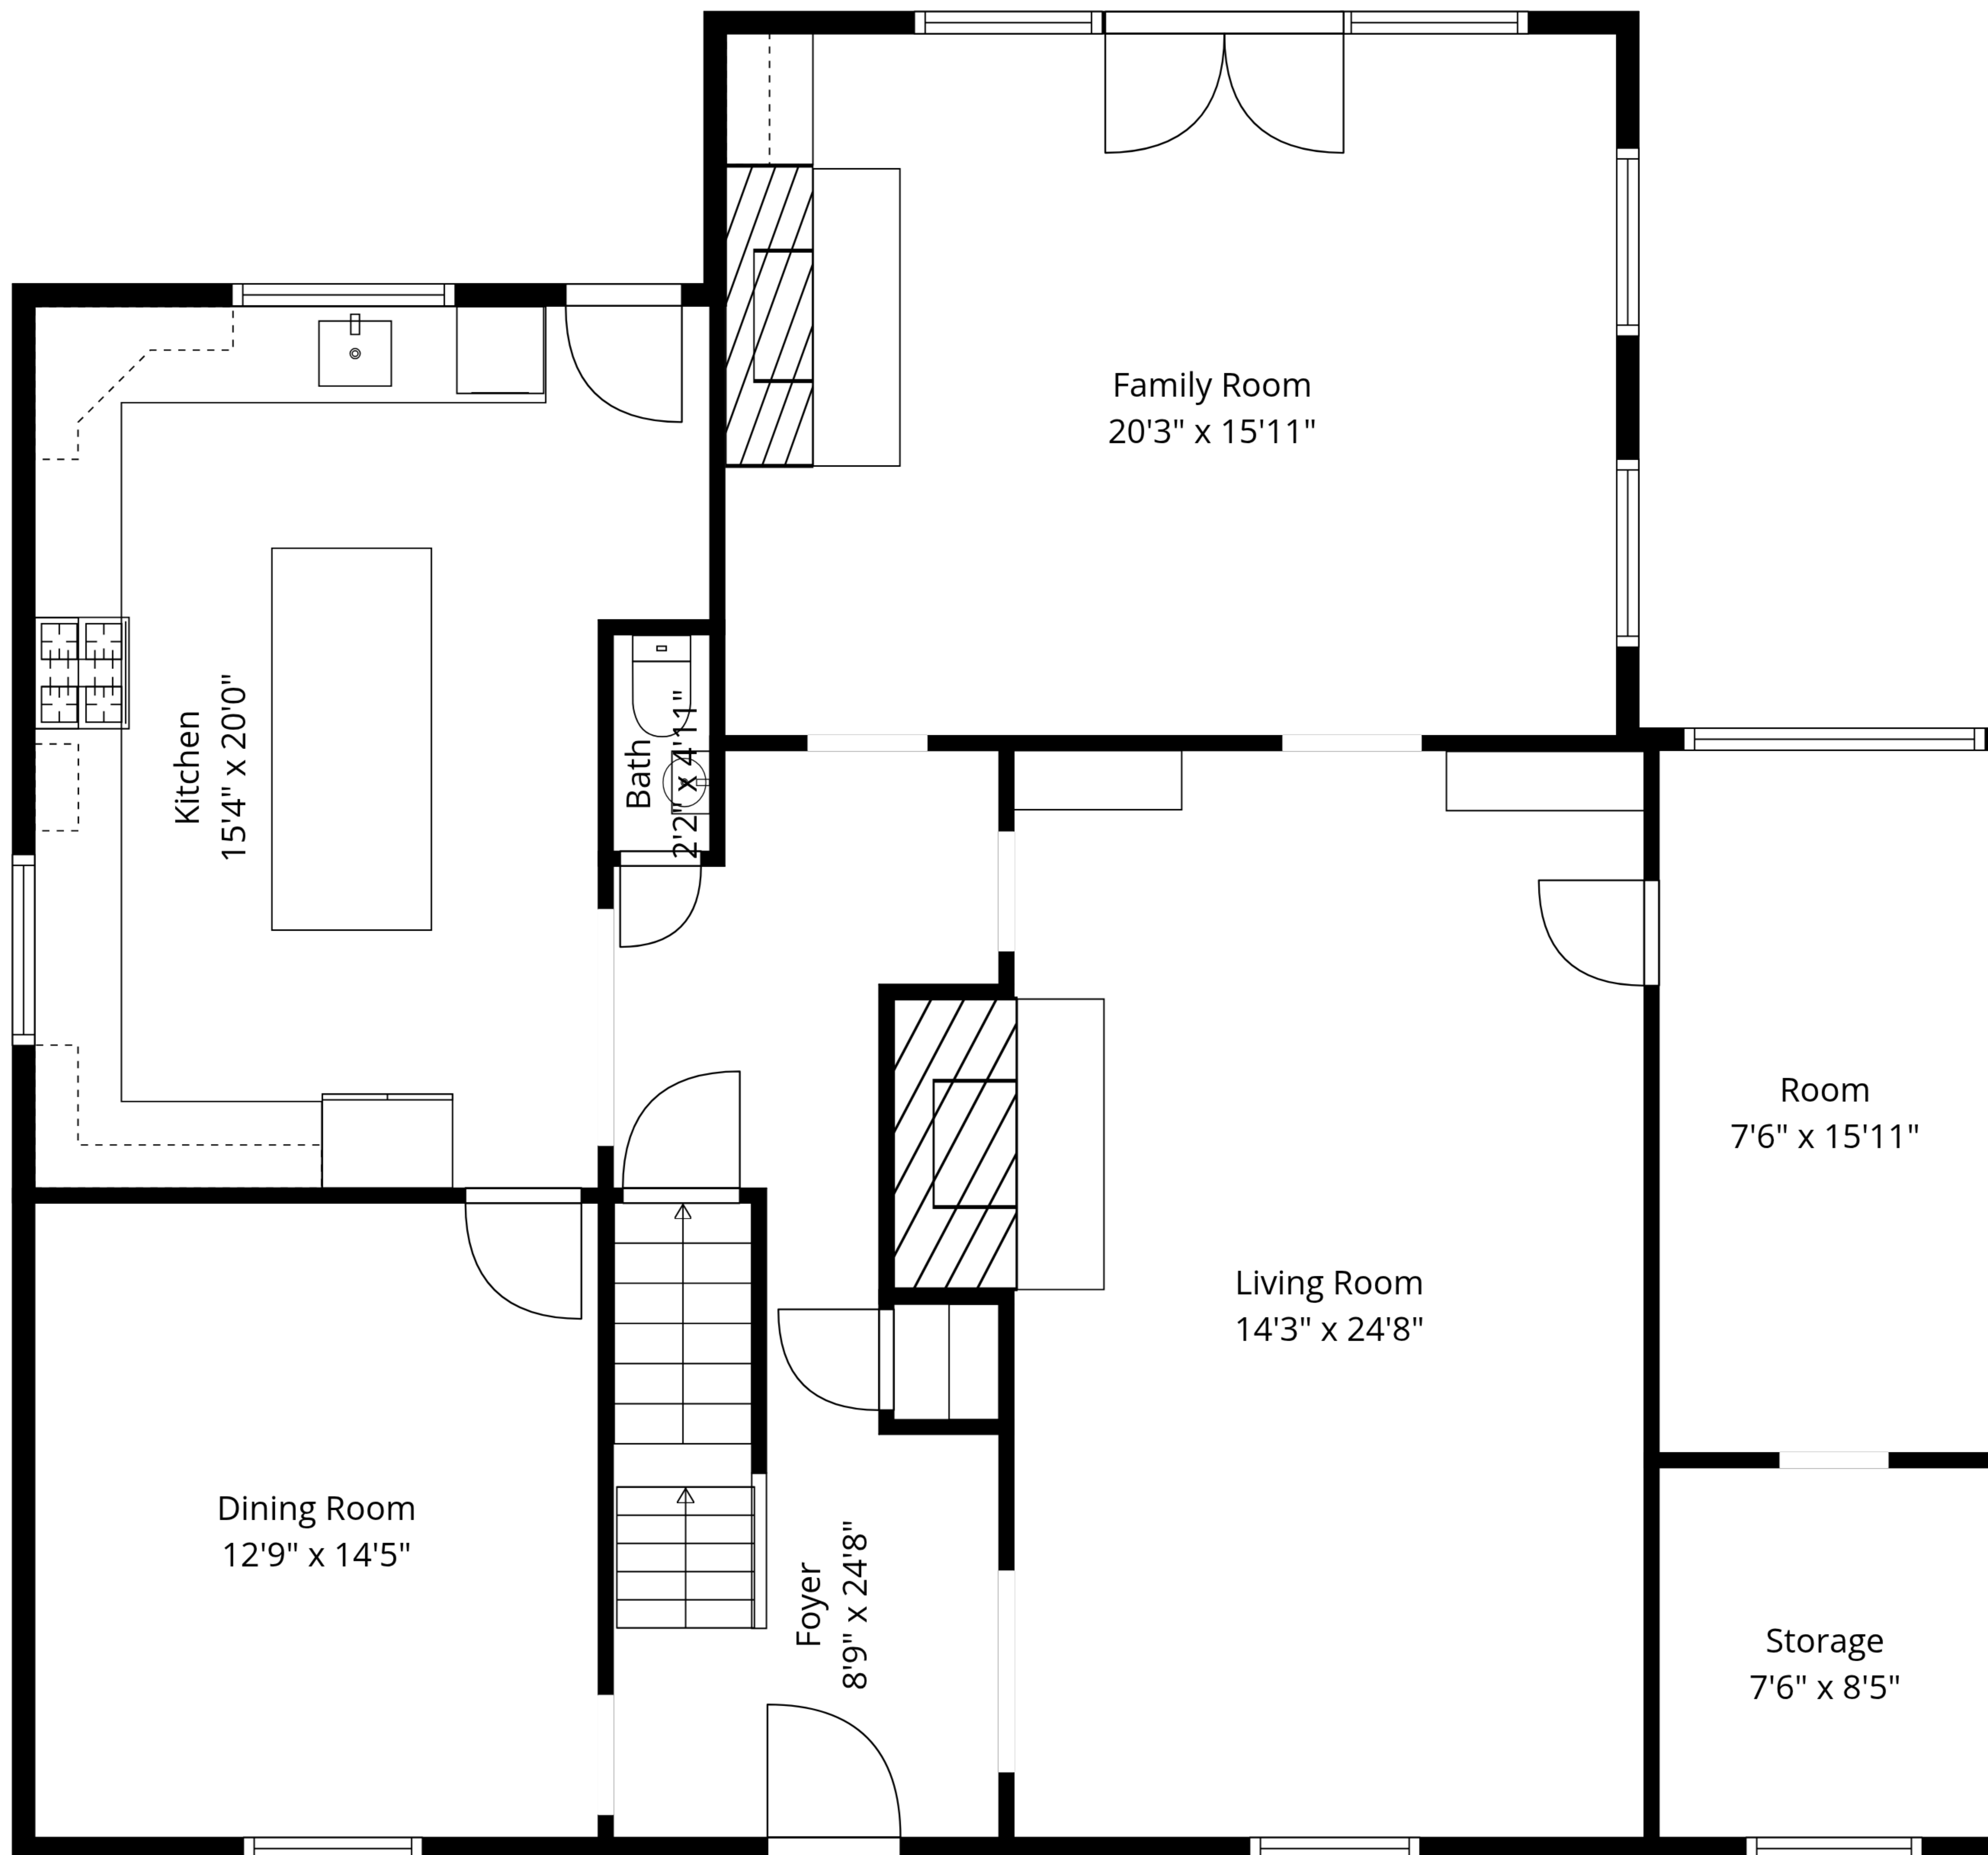 Family Room
20'3" x 15'11"
Kitchen
15'4" x 20'0"
Bath
2'2" x 4'11"
Room
7'6" x 15'11"
Living Room
14'3" x 24'8"
Dining Room
12'9" x 14'5"
Foyer
8'9" x 24'8"
Storage
7'6" x 8'5"